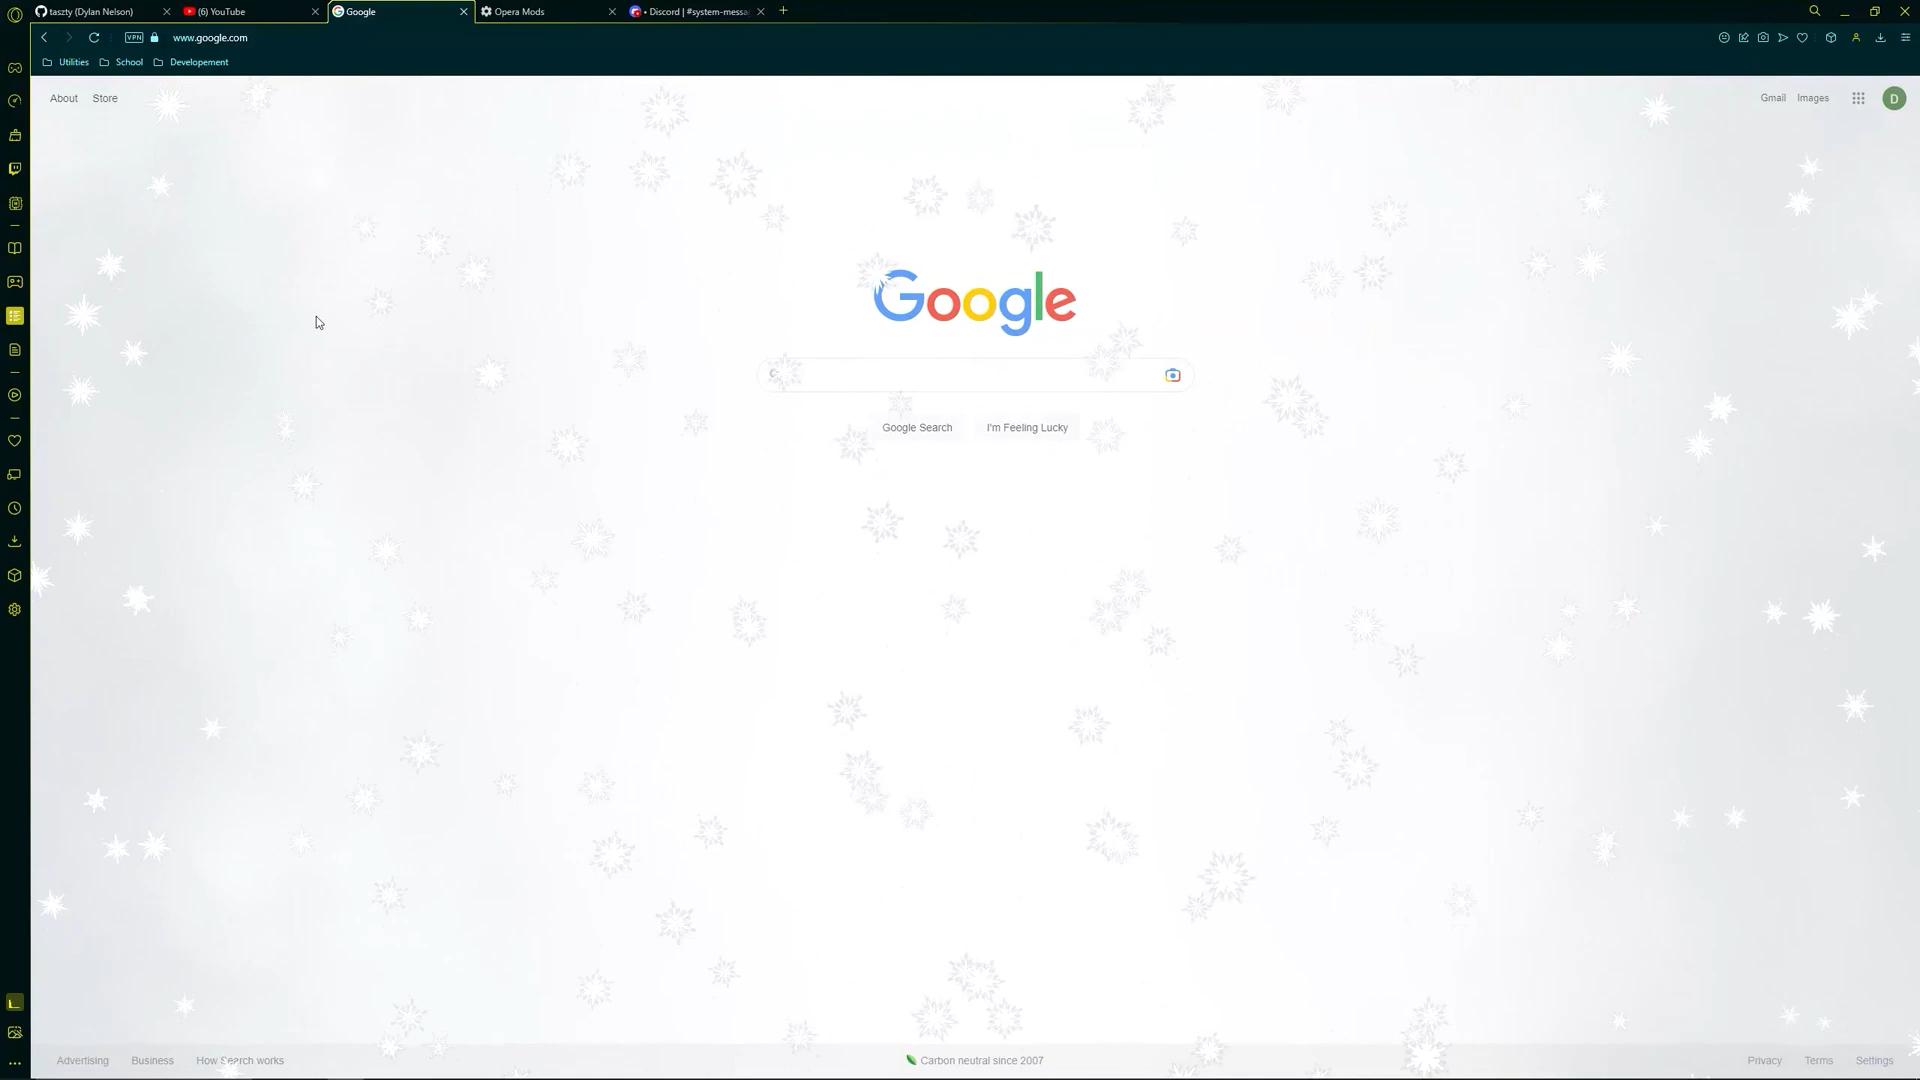 taszty (Dylan Nelson)
(6) YouTube
Google
Opera Mods
• Discord | #system-messa
VPN
www.google.com
Utilities
School
Developement
About
Store
Gmail
Images
D
Google
Google Search
I'm Feeling Lucky
Advertising
Business
How Search works
Carbon neutral since 2007
Privacy
Terms
Settings